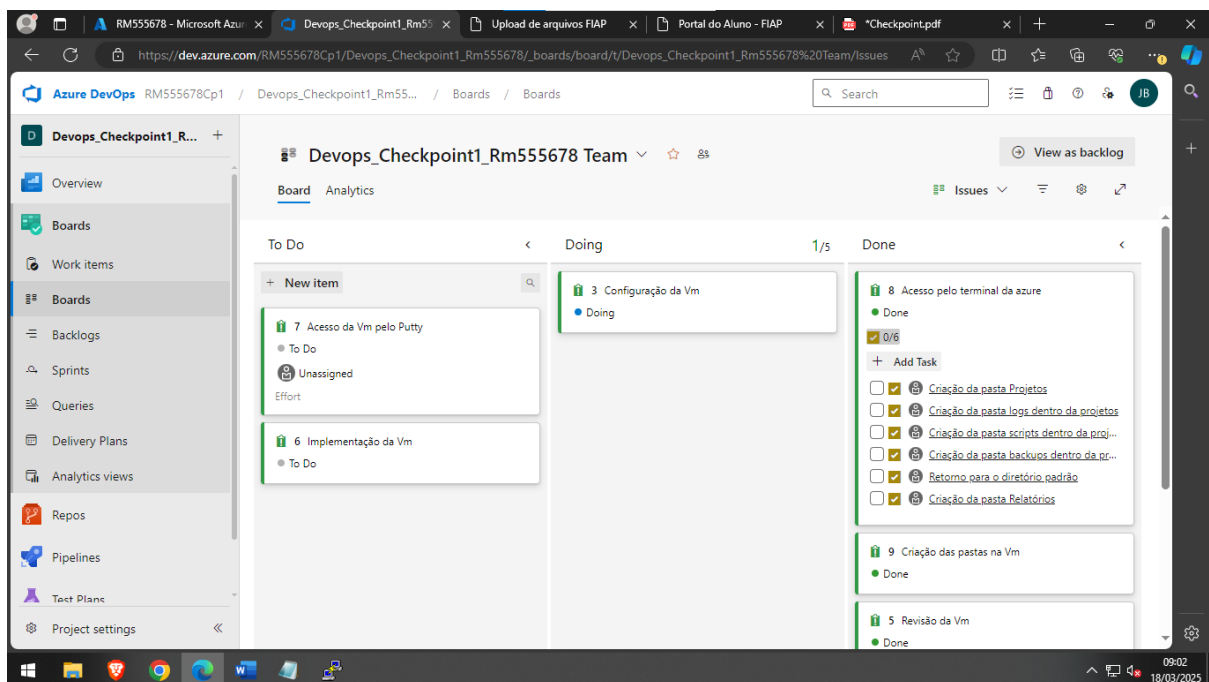 RM555678 - Microsoft Azur
Devops_Checkpoint1_Rm55
Upload de arquivos FIAP
Portal do Aluno - FIAP
*Checkpoint.pdf
https://dev.azure.com/RM555678Cp1/Devops_Checkpoint1_Rm555678/_boards/board/t/Devops_Checkpoint1_Rm555678%20Team/Issues
Azure DevOps RM555678Cp1 / Devops_Checkpoint1_Rm55... / Boards / Boards
Search
JB
D Devops_Checkpoint1_R... +
Overview
Boards
Work items
Boards
Backlogs
Sprints
Queries
Delivery Plans
Analytics views
Repos
Pipelines
Test Plans
Project settings
Devops_Checkpoint1_Rm555678 Team
View as backlog
Board Analytics
Issues
To Do
+ New item
7 Acesso da Vm pelo Putty
To Do
Unassigned
Effort
6 Implementação da Vm
To Do
Doing 1/5
3 Configuração da Vm
Doing
Done
8 Acesso pelo terminal da azure
Done
0/6
+ Add Task
Criação da pasta Projetos
Criação da pasta logs dentro da projetos
Criação da pasta scripts dentro da proj...
Criação da pasta backups dentro da pr...
Retorno para o diretório padrão
Criação da pasta Relatórios
9 Criação das pastas na Vm
Done
5 Revisão da Vm
Done
09:02
18/03/2025